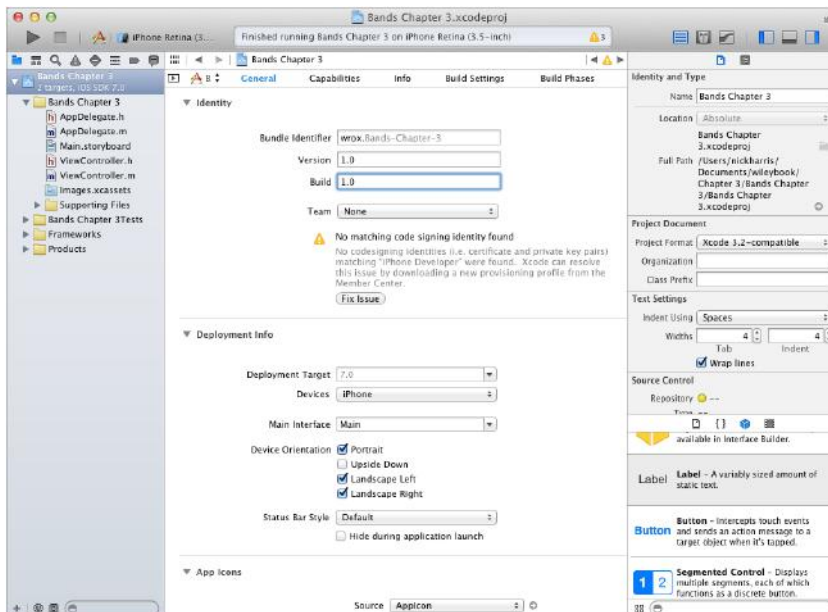 Bands Chapter 3.xcodeproj
iPhone Retina (3...
Finished running Bands Chapter 3 on iPhone Retina (3.5-inch)
3
Bands Chapter 3
2 targets, iOS SDK 7.0
Bands Chapter 3
AppDelegate.h
AppDelegate.m
Main.storyboard
ViewController.h
ViewController.m
Images.xcassets
Supporting Files
Bands Chapter 3Tests
Frameworks
Products
Bands Chapter 3
General Capabilities Info Build Settings Build Phases
Identity
Bundle Identifier wrox.Bands-Chapter-3
Version 1.0
Build 1.0
Team None
No matching code signing identity found
No codesigning identities (i.e. certificate and private key pairs)
matching "iPhone Developer" were found. Xcode can resolve
this issue by downloading a new provisioning profile from the
Member Center.
Fix Issue
Deployment Info
Deployment Target 7.0
Devices iPhone
Main Interface Main
Device Orientation Portrait
Upside Down
Landscape Left
Landscape Right
Status Bar Style Default
Hide during application launch
App Icons
Source AppIcon
Identity and Type
Name Bands Chapter 3
Location Absolute
Bands Chapter
3.xcodeproj
Full Path /Users/nickharris/
Documents/wileybook/
Chapter 3/Bands Chapter
3/Bands Chapter
3.xcodeproj
Project Document
Project Format Xcode 3.2-compatible
Organization
Class Prefix
Text Settings
Indent Using Spaces
Widths 4 4
Tab Indent
Wrap lines
Source Control
Repository --
{}
available in Interface Builder.
Label Label - A variably sized amount of
static text.
Button Button - Intercepts touch events
and sends an action message to a
target object when it's tapped.
1 2 Segmented Control - Displays
multiple segments, each of which
functions as a discrete button.